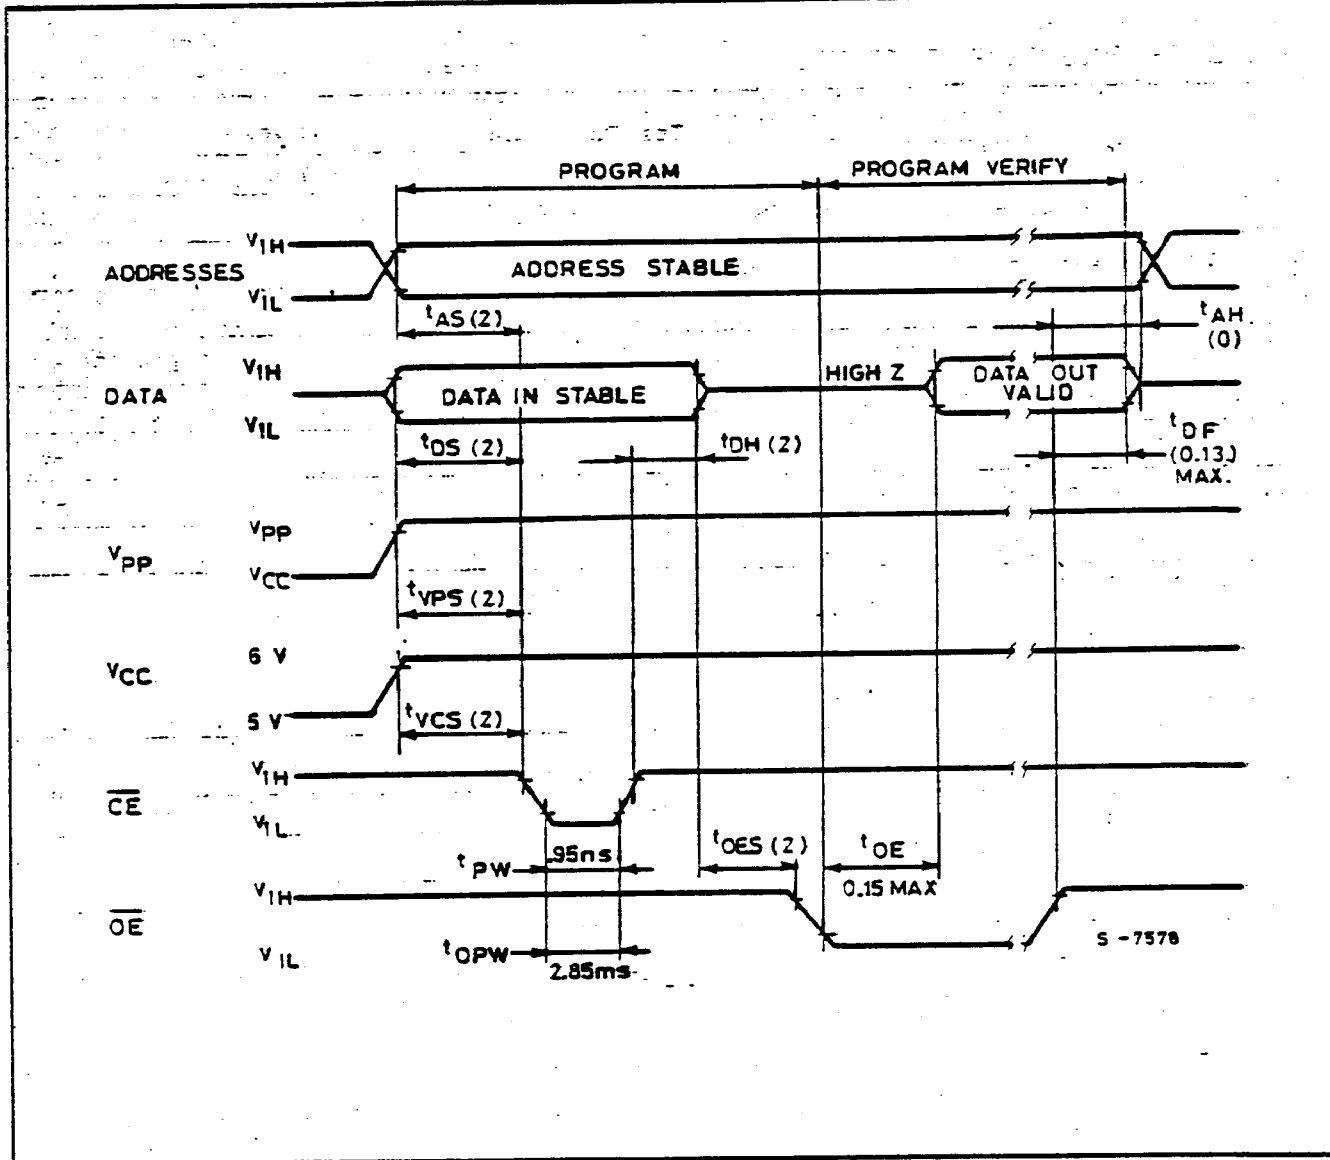 PROGRAM
PROGRAM VERIFY
VIH
ADDRESSES
ADDRESS STABLE
VIL
tAS (2)
tAH
(0)
VIH
DATA
DATA IN STABLE
HIGH Z
DATA OUT
VALID
VIL
tDS (2)
tDH (2)
tDF
(0.13)
MAX.
VPP
VPP
VCC
tVPS (2)
6 V
VCC
5 V
tVCS (2)
VIH
CE
VIL
tOES (2)
tOE
.95ns
tPW
0.15 MAX
VIH
OE
S-7578
VIL
tOPW
2.85ms